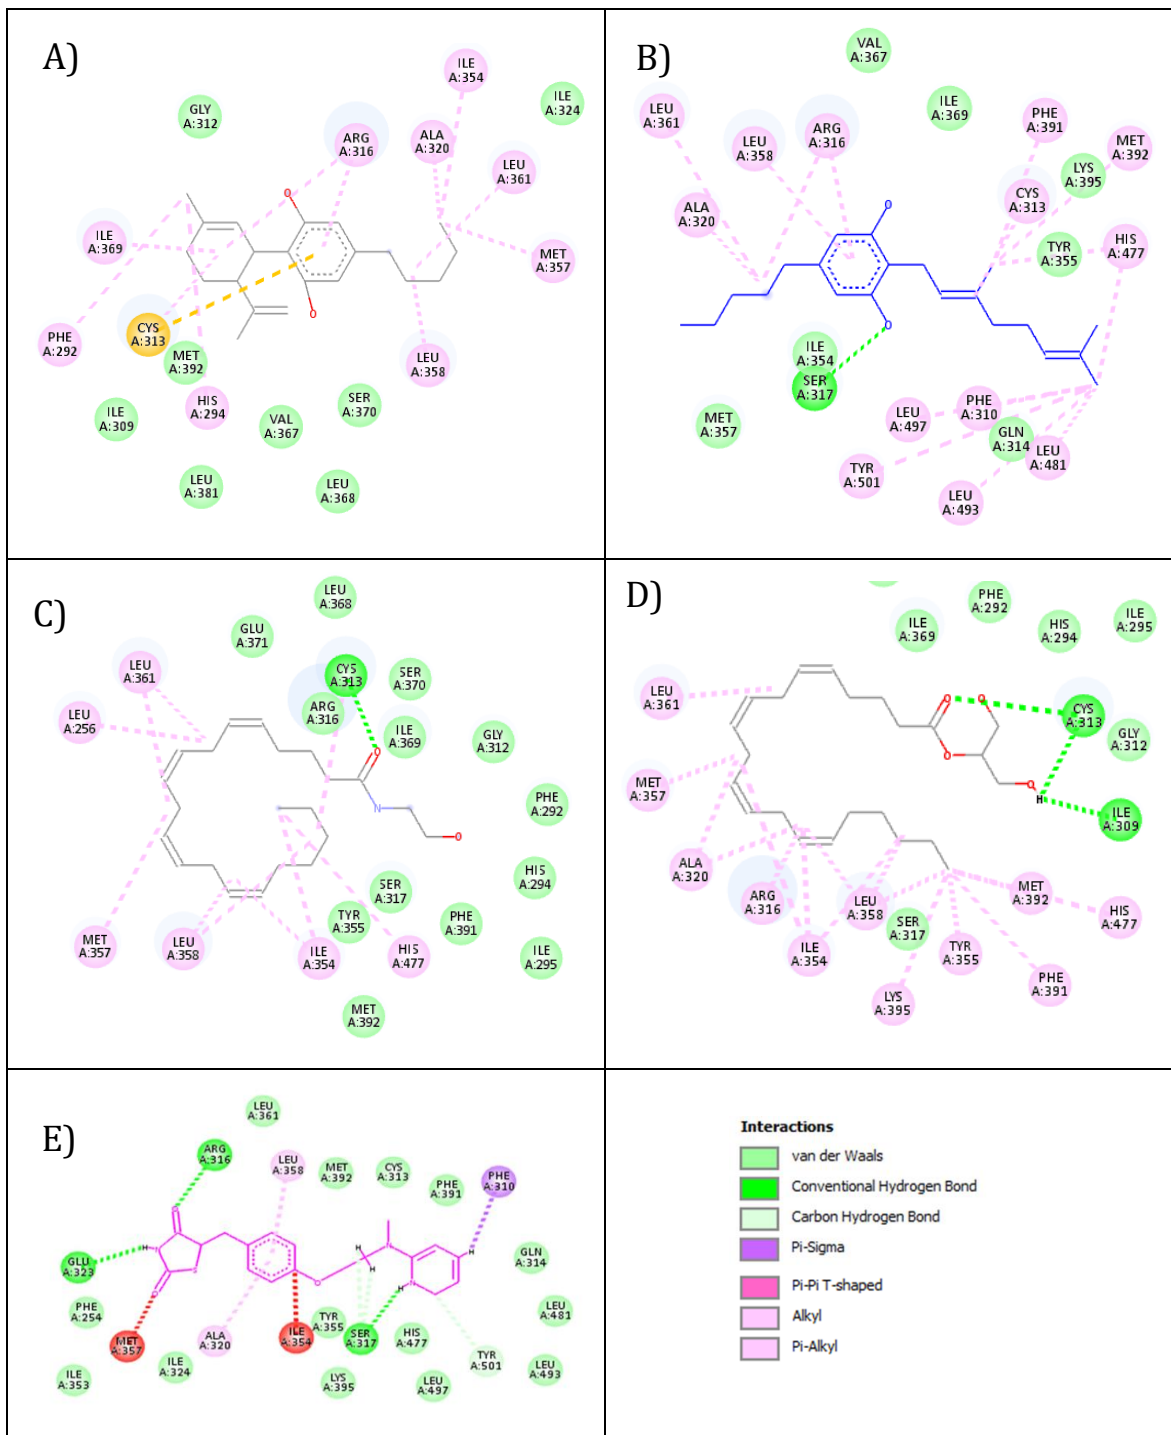 A)
ILE
A:354
GLY
A:312
ILE
A:324
ARG
A:316
ALA
A:320
LEU
A:361
O
ILE
A:369
MET
A:357
CYS
A:313
PHE
A:292
MET
A:392
O
LEU
A:358
HIS
A:294
SER
A:370
ILE
A:309
VAL
A:367
LEU
A:381
LEU
A:368
B)
VAL
A:367
LEU
A:361
ILE
A:369
PHE
A:391
LEU
A:358
ARG
A:316
MET
A:392
LYS
A:395
CYS
A:313
ALA
A:320
O
TYR
A:355
HIS
A:477
O
ILE
A:354
SER
A:317
MET
A:357
LEU
A:497
PHE
A:310
GLN
A:314
LEU
A:481
TYR
A:501
LEU
A:493
C)
LEU
A:368
GLU
A:371
LEU
A:361
CYS
A:313
SER
A:370
ARG
A:316
LEU
A:256
ILE
A:369
GLY
A:312
O
N
O
PHE
A:292
HIS
A:294
SER
A:317
TYR
A:355
PHE
A:391
MET
A:357
LEU
A:358
ILE
A:354
HIS
A:477
ILE
A:295
MET
A:392
D)
PHE
A:292
ILE
A:369
HIS
A:294
ILE
A:295
LEU
A:361
O
O
CYS
A:313
GLY
A:312
O
O
H
MET
A:357
ILE
A:309
ALA
A:320
ARG
A:316
LEU
A:358
SER
A:317
MET
A:392
HIS
A:477
ILE
A:354
TYR
A:355
LYS
A:395
PHE
A:391
E)
LEU
A:361
ARG
A:316
LEU
A:358
MET
A:392
CYS
A:313
PHE
A:391
PHE
A:310
O
H
N
S
O
O
H
H
N
H
N
H
GLU
A:323
GLN
A:314
PHE
A:254
MET
A:357
ALA
A:320
ILE
A:354
TYR
A:355
SER
A:317
HIS
A:477
LEU
A:481
ILE
A:353
ILE
A:324
LYS
A:395
LEU
A:497
TYR
A:501
LEU
A:493
Interactions
van der Waals
Conventional Hydrogen Bond
Carbon Hydrogen Bond
Pi-Sigma
Pi-Pi T-shaped
Alkyl
Pi-Alkyl